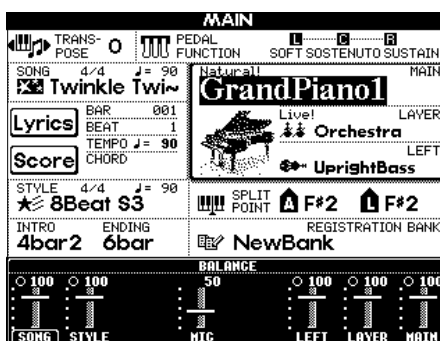 MAIN
TRANS-
POSE 0
PEDAL
FUNCTION
L C R
SOFT SOSTENUTO SUSTAIN
SONG 4/4 ♩= 90
Twinkle Twi~
Natural! MAIN
GrandPiano1
Lyrics
BAR 001
BEAT 1
TEMPO ♩= 90
CHORD
Score
Live! LAYER
Orchestra
LEFT
UprightBass
STYLE 4/4 ♩= 90
8Beat S3
SPLIT
POINT A F#2 L F#2
INTRO ENDING
4bar2 6bar
REGISTRATION BANK
NewBank
BALANCE
100 100 50 100 100 100
SONG STYLE MIC LEFT LAYER MAIN